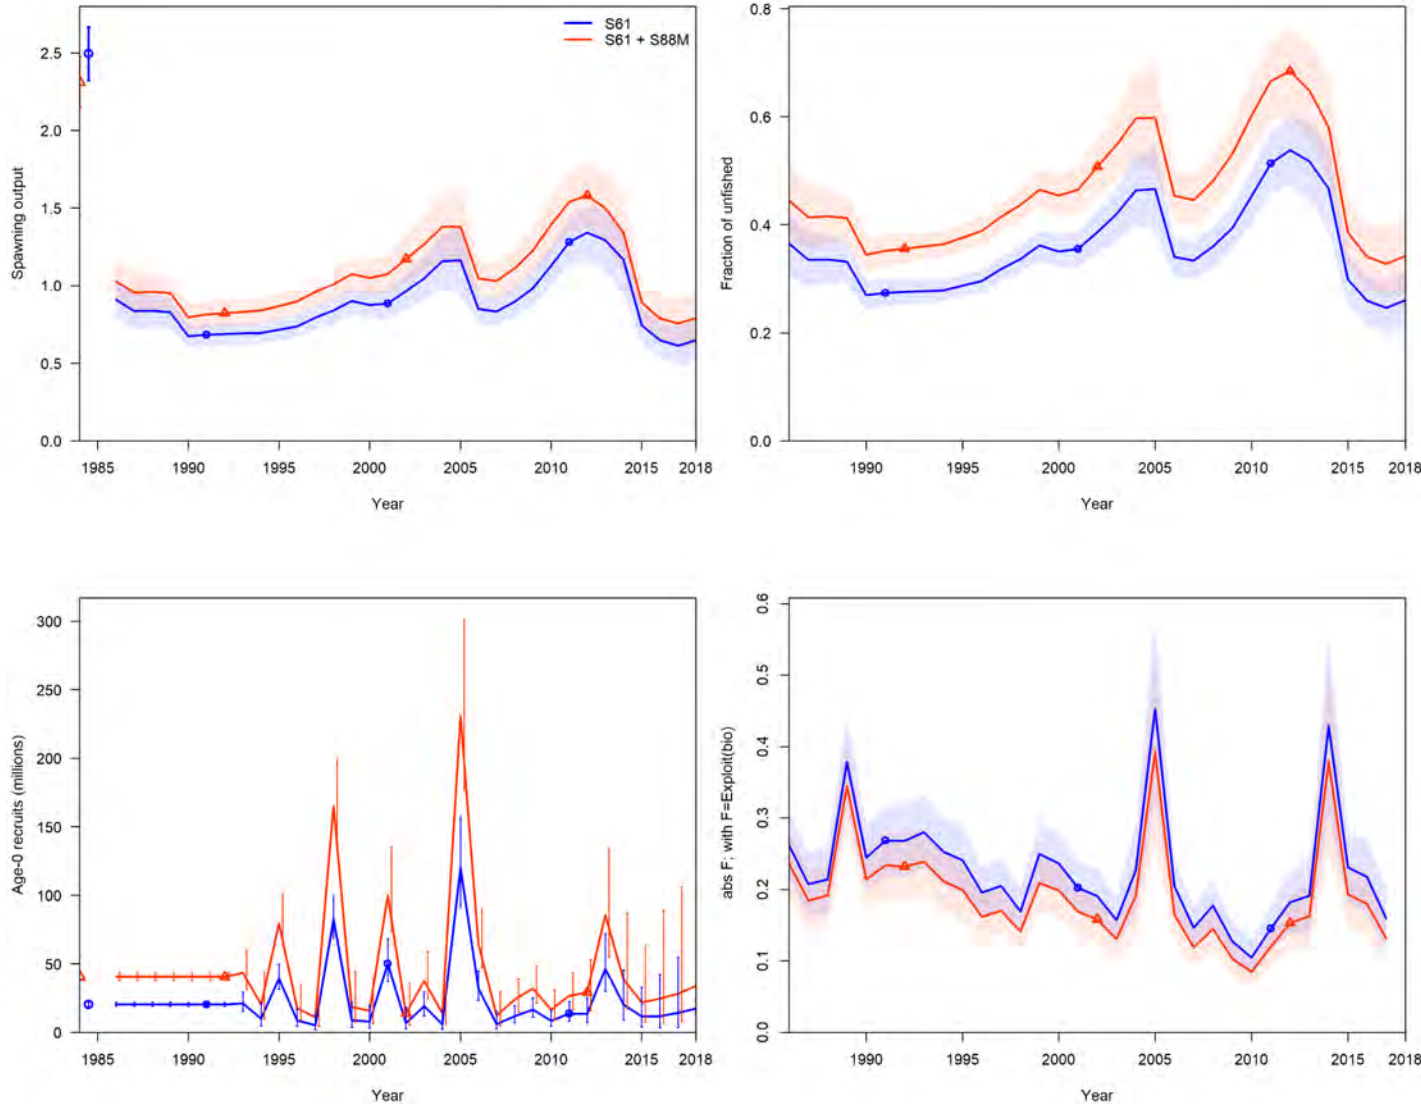 S61
S61 + S88M
Spawning output
2.5
2.0
1.5
1.0
0.5
0.0
1985 1990 1995 2000 2005 2010 2015 2018
Year
Fraction of unfished
0.8
0.6
0.4
0.2
0.0
1990 1995 2000 2005 2010 2015 2018
Year
Age-0 recruits (millions)
300
250
200
150
100
50
0
1985 1990 1995 2000 2005 2010 2015 2018
Year
abs F; with F=Exploit(bio)
0.6
0.5
0.4
0.3
0.2
0.1
0.0
1990 1995 2000 2005 2010 2015 2018
Year